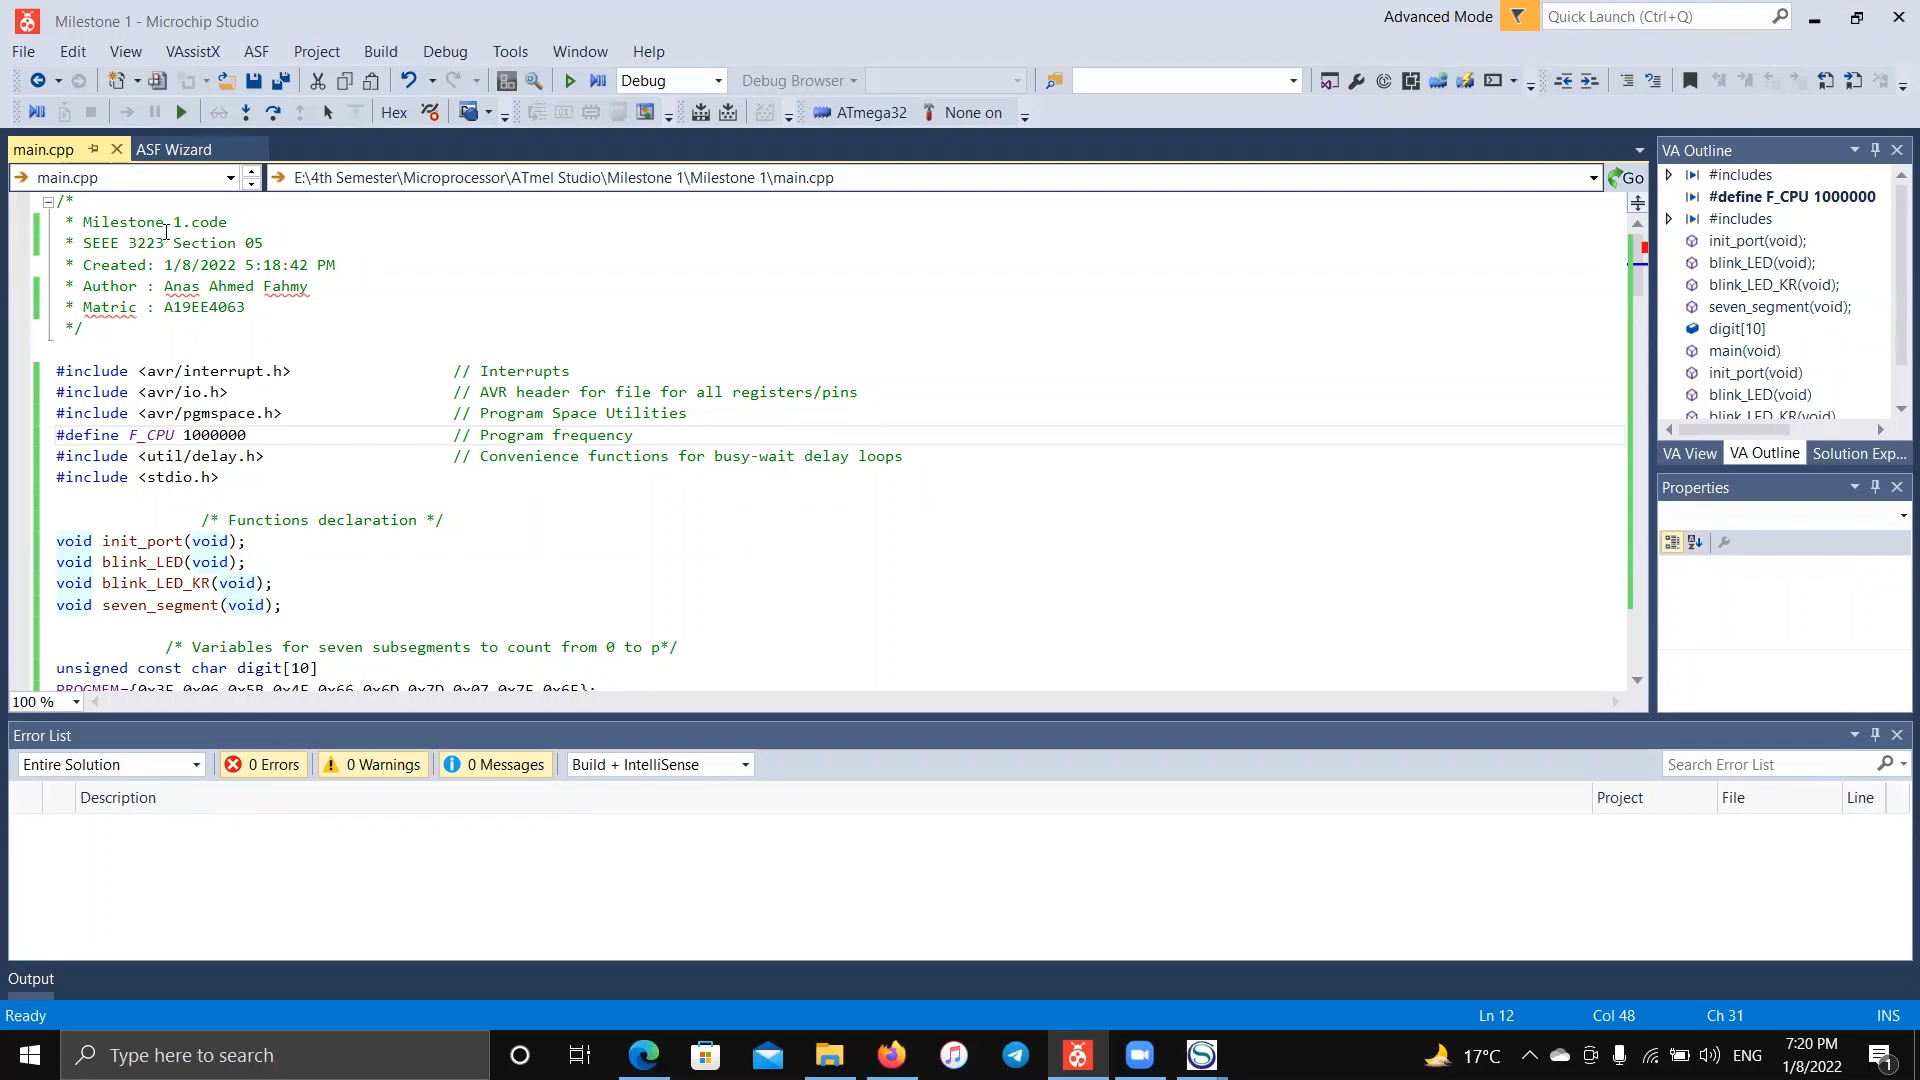 Milestone 1 - Microchip Studio
Advanced Mode
Quick Launch (Ctrl+Q)
File Edit View VAssistX ASF Project Build Debug Tools Window Help
Debug
Debug Browser
Hex
ATmega32
None on
main.cpp
ASF Wizard
main.cpp
E:\4th Semester\Microprocessor\ATmel Studio\Milestone 1\Milestone 1\main.cpp
Go
/*
* Milestone 1.code
* SEEE 3223 Section 05
* Created: 1/8/2022 5:18:42 PM
* Author : Anas Ahmed Fahmy
* Matric : A19EE4063
*/
#include <avr/interrupt.h> // Interrupts
#include <avr/io.h> // AVR header for file for all registers/pins
#include <avr/pgmspace.h> // Program Space Utilities
#define F_CPU 1000000 // Program frequency
#include <util/delay.h> // Convenience functions for busy-wait delay loops
#include <stdio.h>
/* Functions declaration */
void init_port(void);
void blink_LED(void);
void blink_LED_KR(void);
void seven_segment(void);
/* Variables for seven subsegments to count from 0 to p*/
unsigned const char digit[10]
PROGMEM={0x3F,0x06,0x5B,0x4F,0x66,0x6D,0x7D,0x07,0x7F,0x6F};
100 %
VA Outline
#includes
#define F_CPU 1000000
#includes
init_port(void);
blink_LED(void);
blink_LED_KR(void);
seven_segment(void);
digit[10]
main(void)
init_port(void)
blink_LED(void)
blink_LED_KR(void)
VA View VA Outline Solution Exp...
Properties
Error List
Entire Solution
0 Errors
0 Warnings
0 Messages
Build + IntelliSense
Search Error List
Description Project File Line
Output
Ready
Ln 12 Col 48 Ch 31 INS
Type here to search
17°C
ENG
7:20 PM
1/8/2022
1